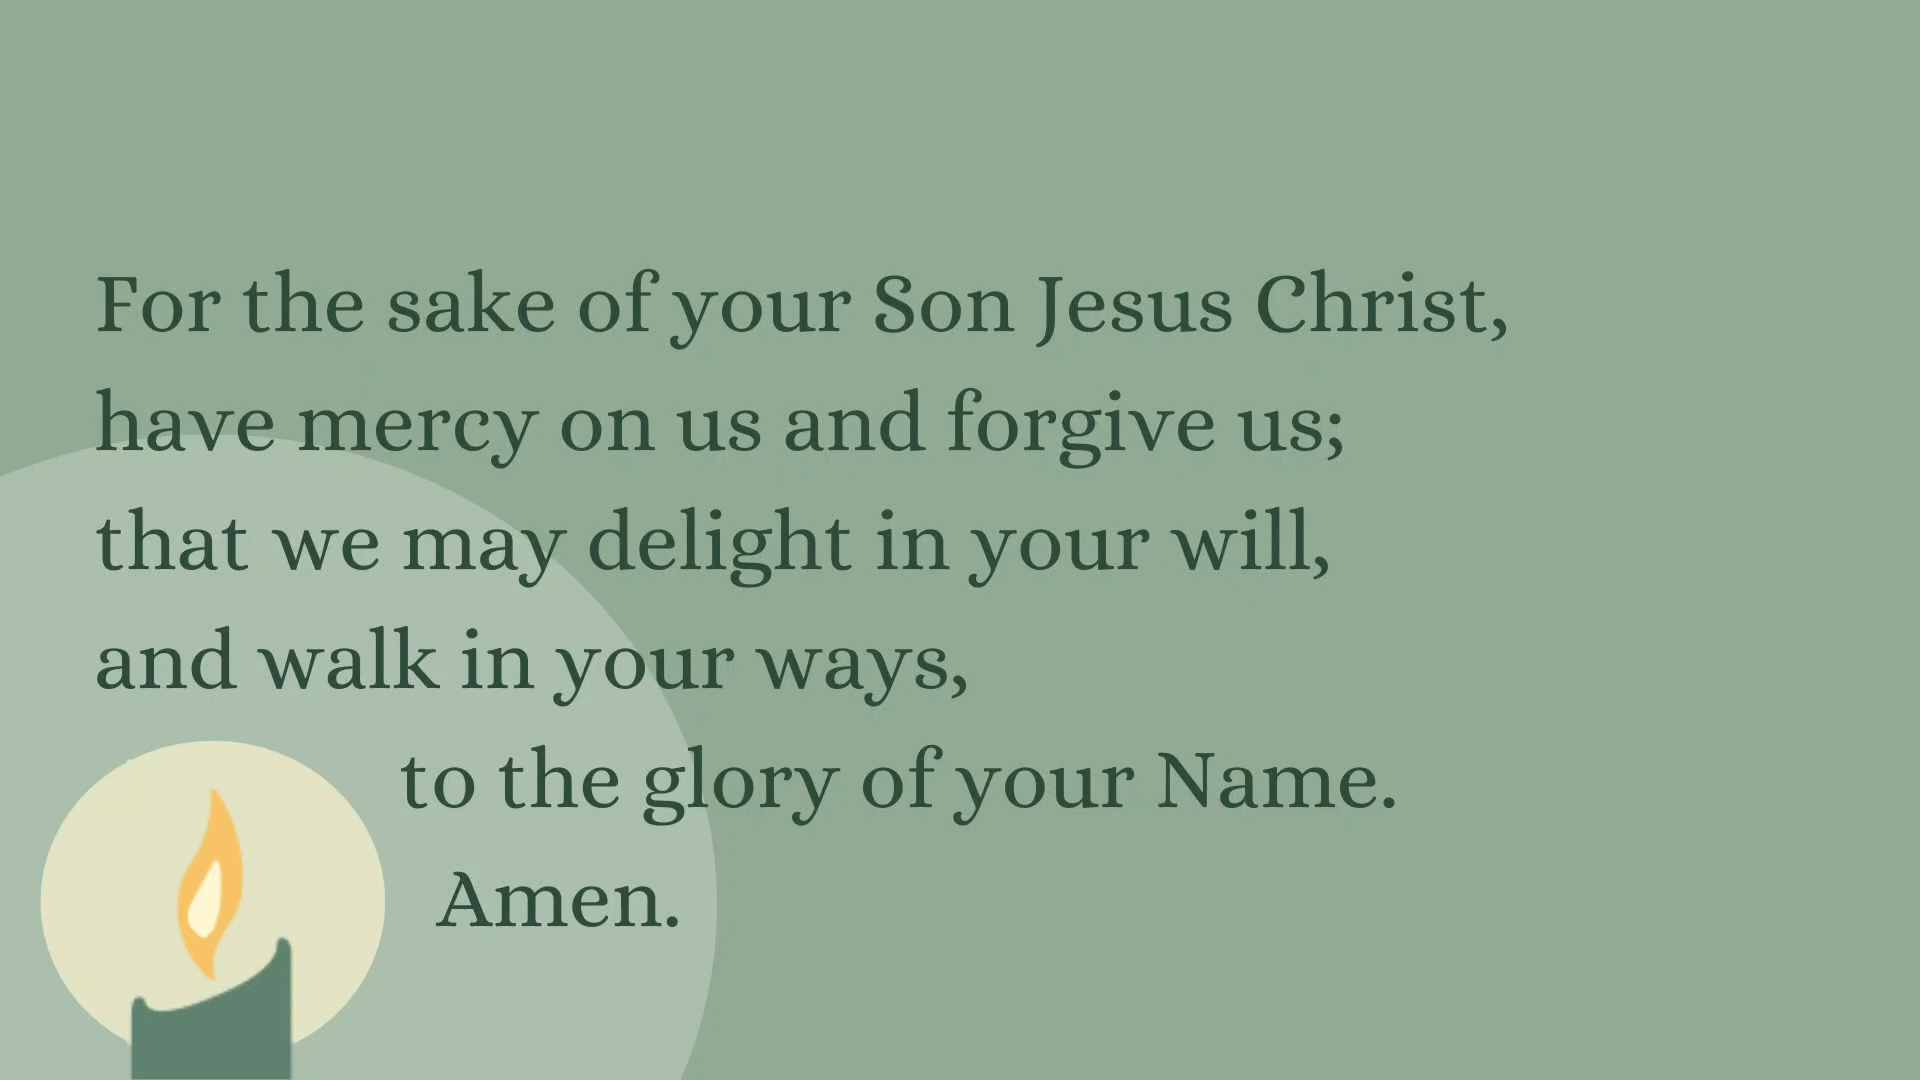 For the sake of your Son Jesus Christ,
have mercy on us and forgive us;
that we may delight in your will,
and walk in your ways,
to the glory of your Name.
Amen.